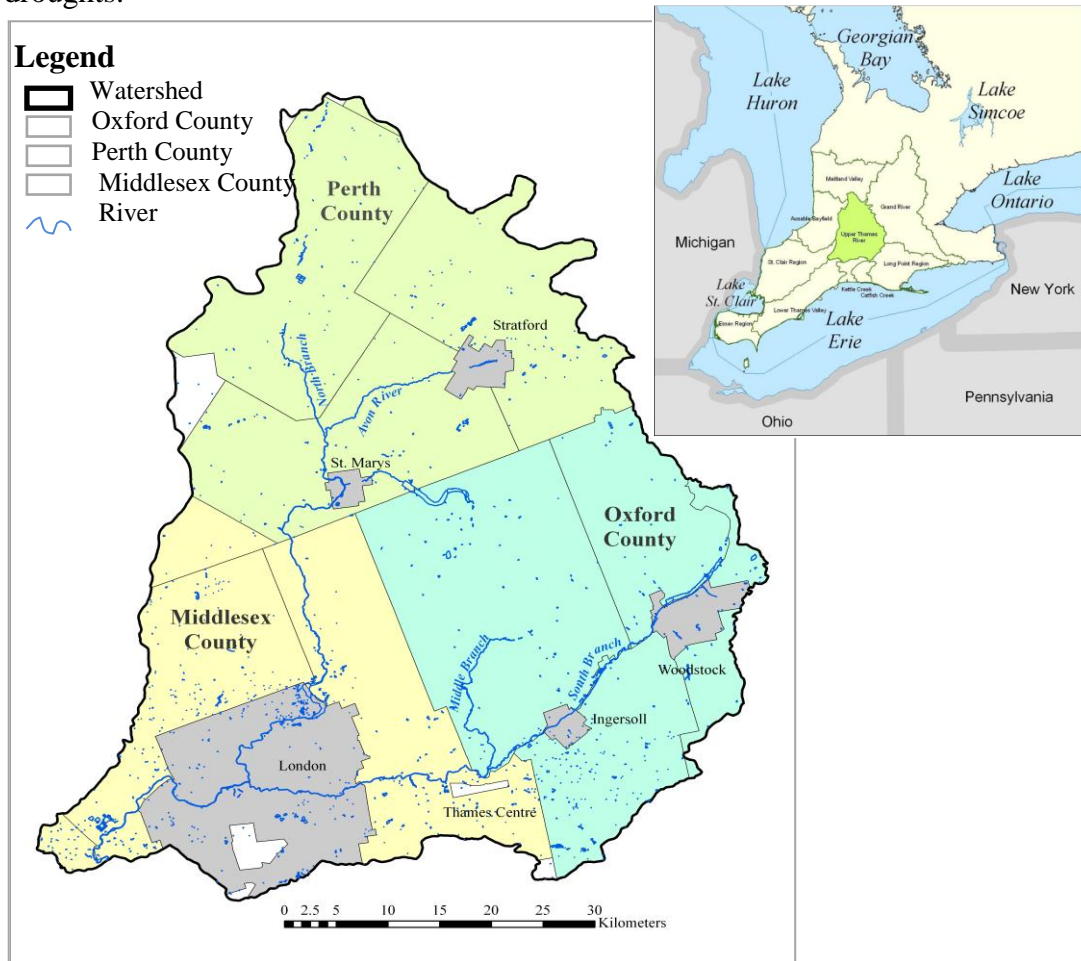 droughts.
Legend
Watershed
Oxford County
Perth County
Middlesex County
River
Perth
County
Stratford
North Branch
Avon River
St. Marys
Oxford
County
Middlesex
County
Middle Branch
South Branch
Woodstock
Ingersoll
London
Thames Centre
0 2.5 5 10 15 20 25 30
Kilometers
Georgian
Bay
Lake
Huron
Lake
Simcoe
Lake
Ontario
Maitland Valley
Grand River
Ausable Bayfield
Upper Thames
River
Michigan
St. Clair Region
Long Point Region
New York
Lake
St. Clair
Kettle Creek
Catfish Creek
Lower Thames Valley
Essex Region
Lake
Erie
Pennsylvania
Ohio